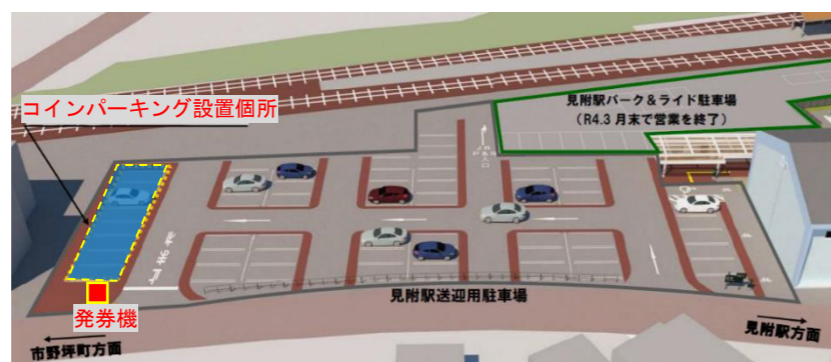 コインパーキング設置個所
見附駅パーク＆ライド駐車場
（R4.3 月末で営業を終了）
見附駅送迎用駐車場
発券機
市野坪町方面
見附駅方面